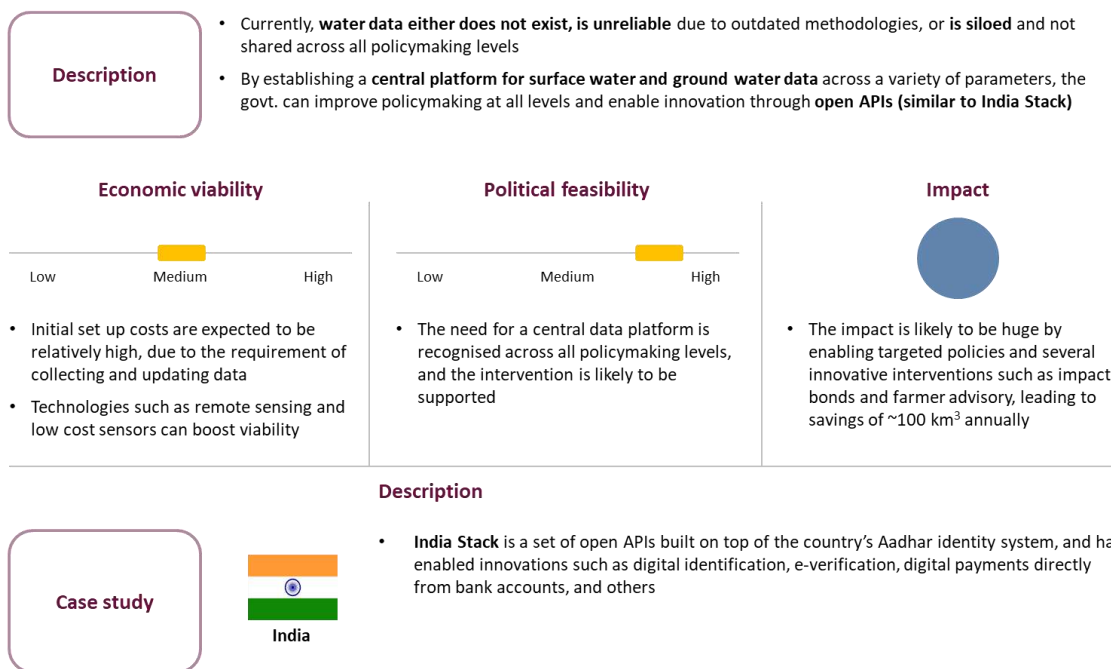 Description
• Currently, water data either does not exist, is unreliable due to outdated methodologies, or is siloed and not
shared across all policymaking levels
• By establishing a central platform for surface water and ground water data across a variety of parameters, the
govt. can improve policymaking at all levels and enable innovation through open APIs (similar to India Stack)
Economic viability
Low Medium High
• Initial set up costs are expected to be
relatively high, due to the requirement of
collecting and updating data
• Technologies such as remote sensing and
low cost sensors can boost viability
Political feasibility
Low Medium High
• The need for a central data platform is
recognised across all policymaking levels,
and the intervention is likely to be
supported
Impact
• The impact is likely to be huge by
enabling targeted policies and several
innovative interventions such as impact
bonds and farmer advisory, leading to
savings of ~100 km³ annually
Case study
India
Description
• India Stack is a set of open APIs built on top of the country's Aadhar identity system, and ha
enabled innovations such as digital identification, e-verification, digital payments directly
from bank accounts, and others